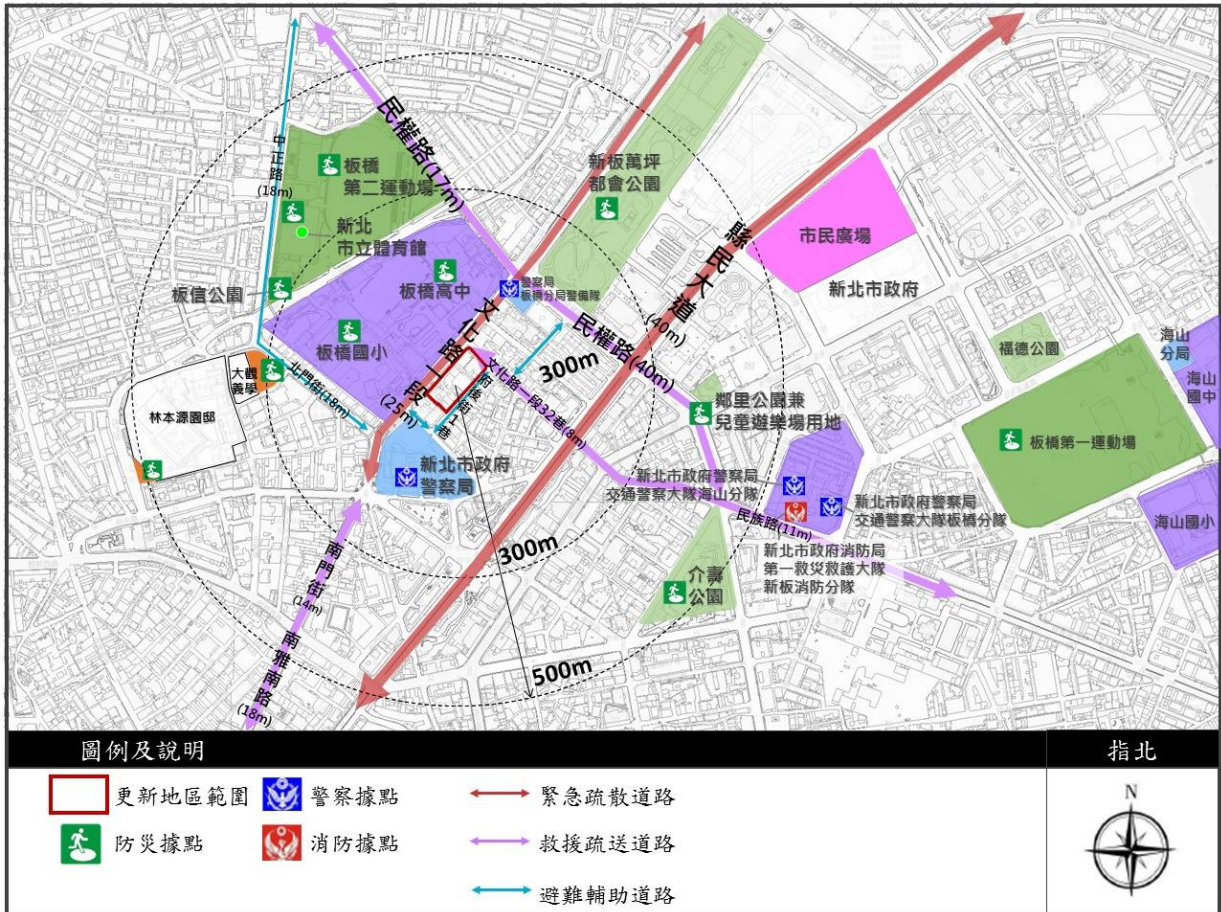 民權路(17m)
中正路
(18m)
板橋
第二運動場
新北
市立體育館
板信公園
板橋高中
板橋國小
新板萬坪
都會公園
警察局
板橋分局警備隊
縣民大道
(40m)
市民廣場
新北市政府
福德公園
海山
分局
海山
國中
板橋第一運動場
海山國小
文化路一段
(25m)
民權路(40m)
300m
文化路一段32巷(8m)
府後街1巷
大觀
義學
北門街(18m)
林本源園邸
新北市政府
警察局
鄰里公園兼
兒童遊樂場用地
新北市政府警察局
交通警察大隊海山分隊
新北市政府警察局
交通警察大隊板橋分隊
民族路(11m)
新北市政府消防局
第一救災救護大隊
新板消防分隊
300m
介壽
公園
南門街
(14m)
南雅南路
(18m)
500m
圖例及說明
指北
更新地區範圍
警察據點
緊急疏散道路
防災據點
消防據點
救援疏送道路
避難輔助道路
N